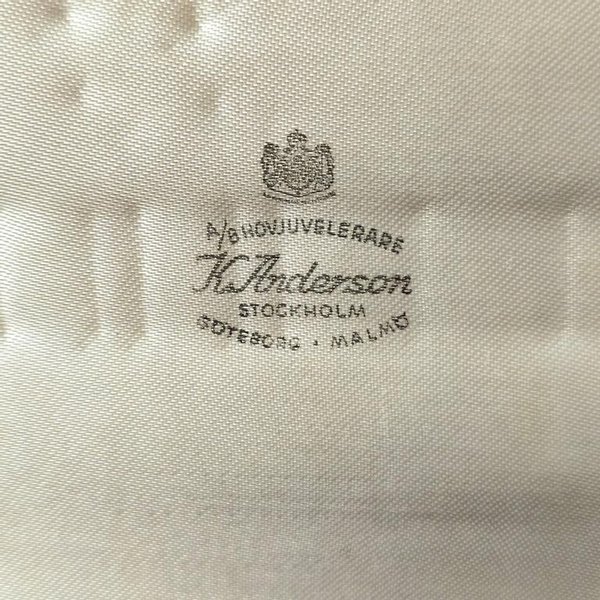 A/B HOVJUVELERARE
K. Anderson
STOCKHOLM
GÖTEBORG · MALMÖ